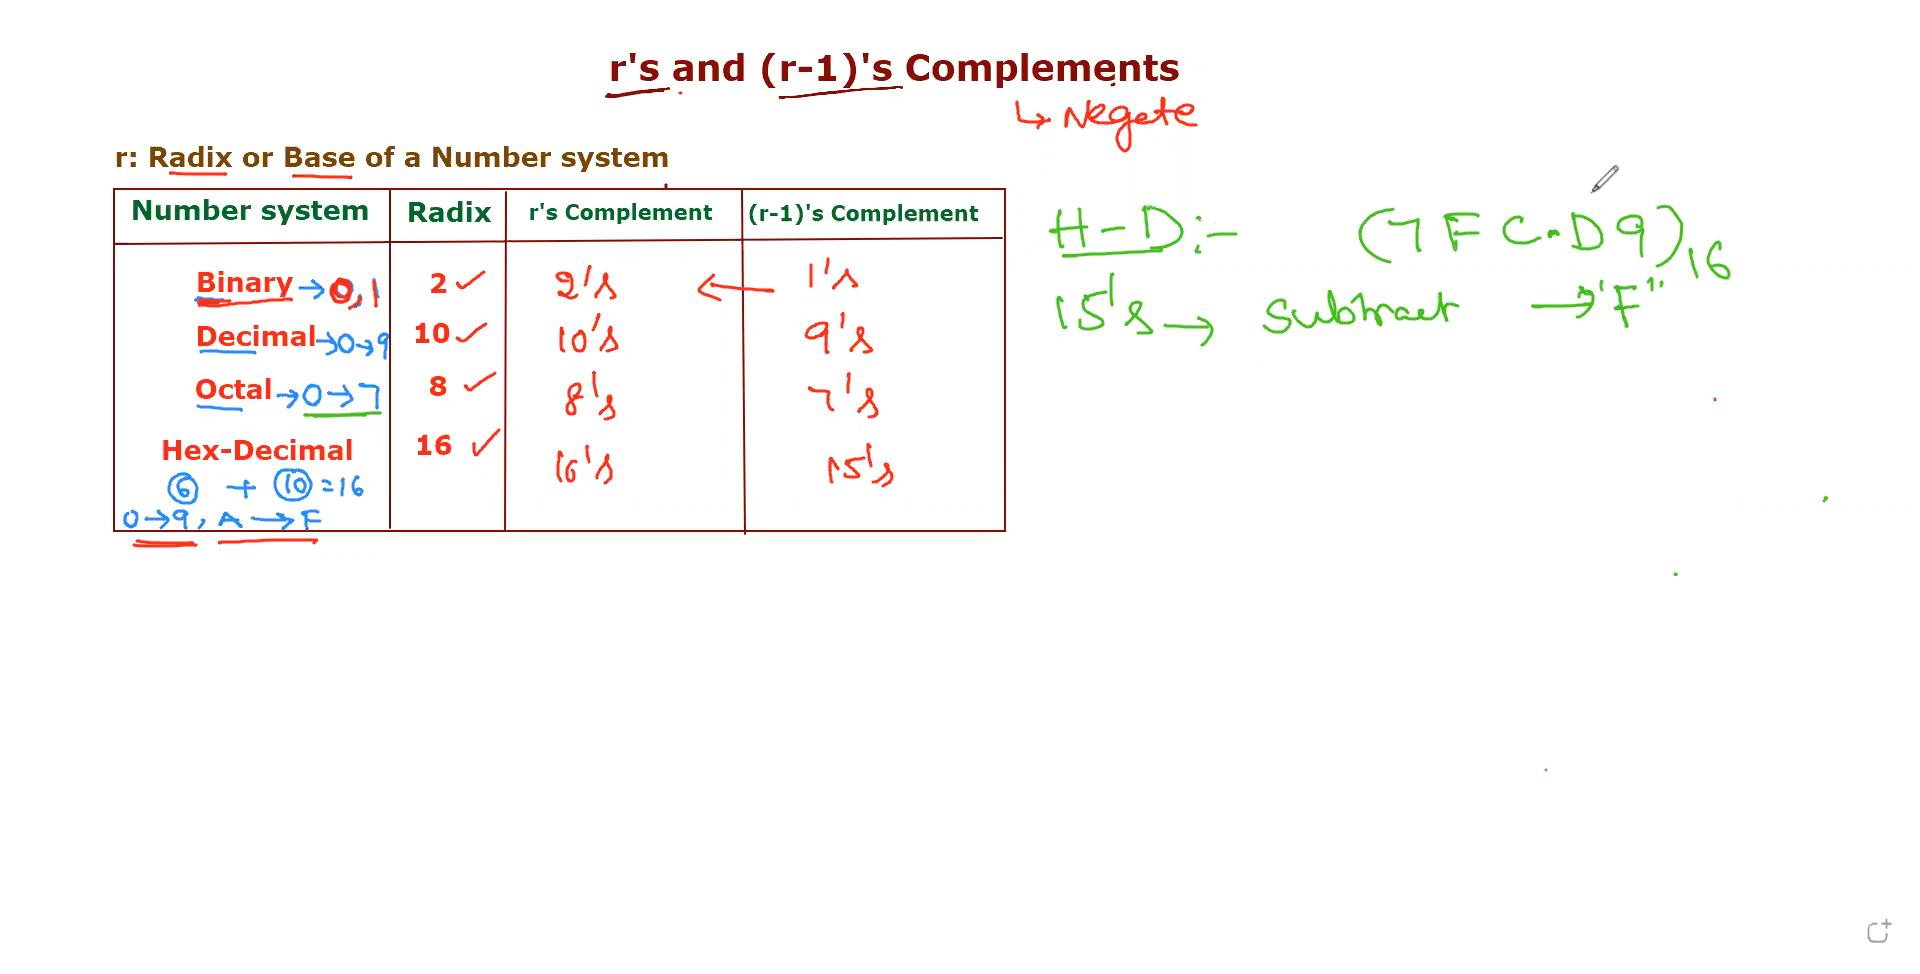 r's and (r-1)'s Complements
↳ Negate
r: Radix or Base of a Number system
Number system Radix r's Complement (r-1)'s Complement
Binary → 0,1 2 ✓ 2's ← 1's
Decimal → 0→9 10 ✓ 10's 9's
Octal → 0→7 8 ✓ 8's 7's
Hex-Decimal 16 ✓ 16's 15's
6 + 10 = 16
0→9, A→F
H-D:- (7FC.D9)16
15's → Subtract → "F"